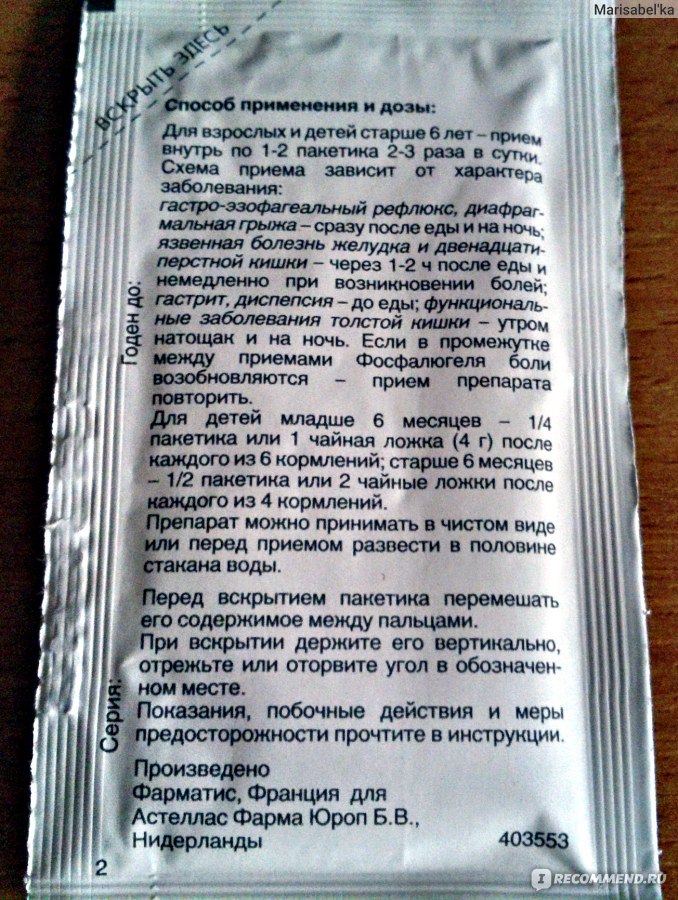 Marisabel'ka
ВСКРЫТЬ ЗДЕСЬ
Способ применения и дозы:
Для взрослых и детей старше 6 лет – прием
внутрь по 1-2 пакетика 2-3 раза в сутки.
Схема приема зависит от характера
заболевания:
гастро-эзофагеальный рефлюкс, диафраг-
мальная грыжа – сразу после еды и на ночь;
язвенная болезнь желудка и двенадцати-
перстной кишки – через 1-2 ч после еды и
немедленно при возникновении болей;
гастрит, диспепсия – до еды; функциональ-
ные заболевания толстой кишки – утром
натощак и на ночь. Если в промежутке
между приемами Фосфалюгеля боли
возобновляются – прием препарата
повторить.
Для детей младше 6 месяцев – 1/4
пакетика или 1 чайная ложка (4 г) после
каждого из 6 кормлений; старше 6 месяцев
– 1/2 пакетика или 2 чайные ложки после
каждого из 4 кормлений.
Препарат можно принимать в чистом виде
или перед приемом развести в половине
стакана воды.
Перед вскрытием пакетика перемешать
его содержимое между пальцами.
При вскрытии держите его вертикально,
отрежьте или оторвите угол в обозначен-
ном месте.
Показания, побочные действия и меры
предосторожности прочтите в инструкции.
Произведено
Фарматис, Франция для
Астеллас Фарма Юроп Б.В.,
Нидерланды
403553
Годен до:
Серия:
2
IRECOMMEND.RU